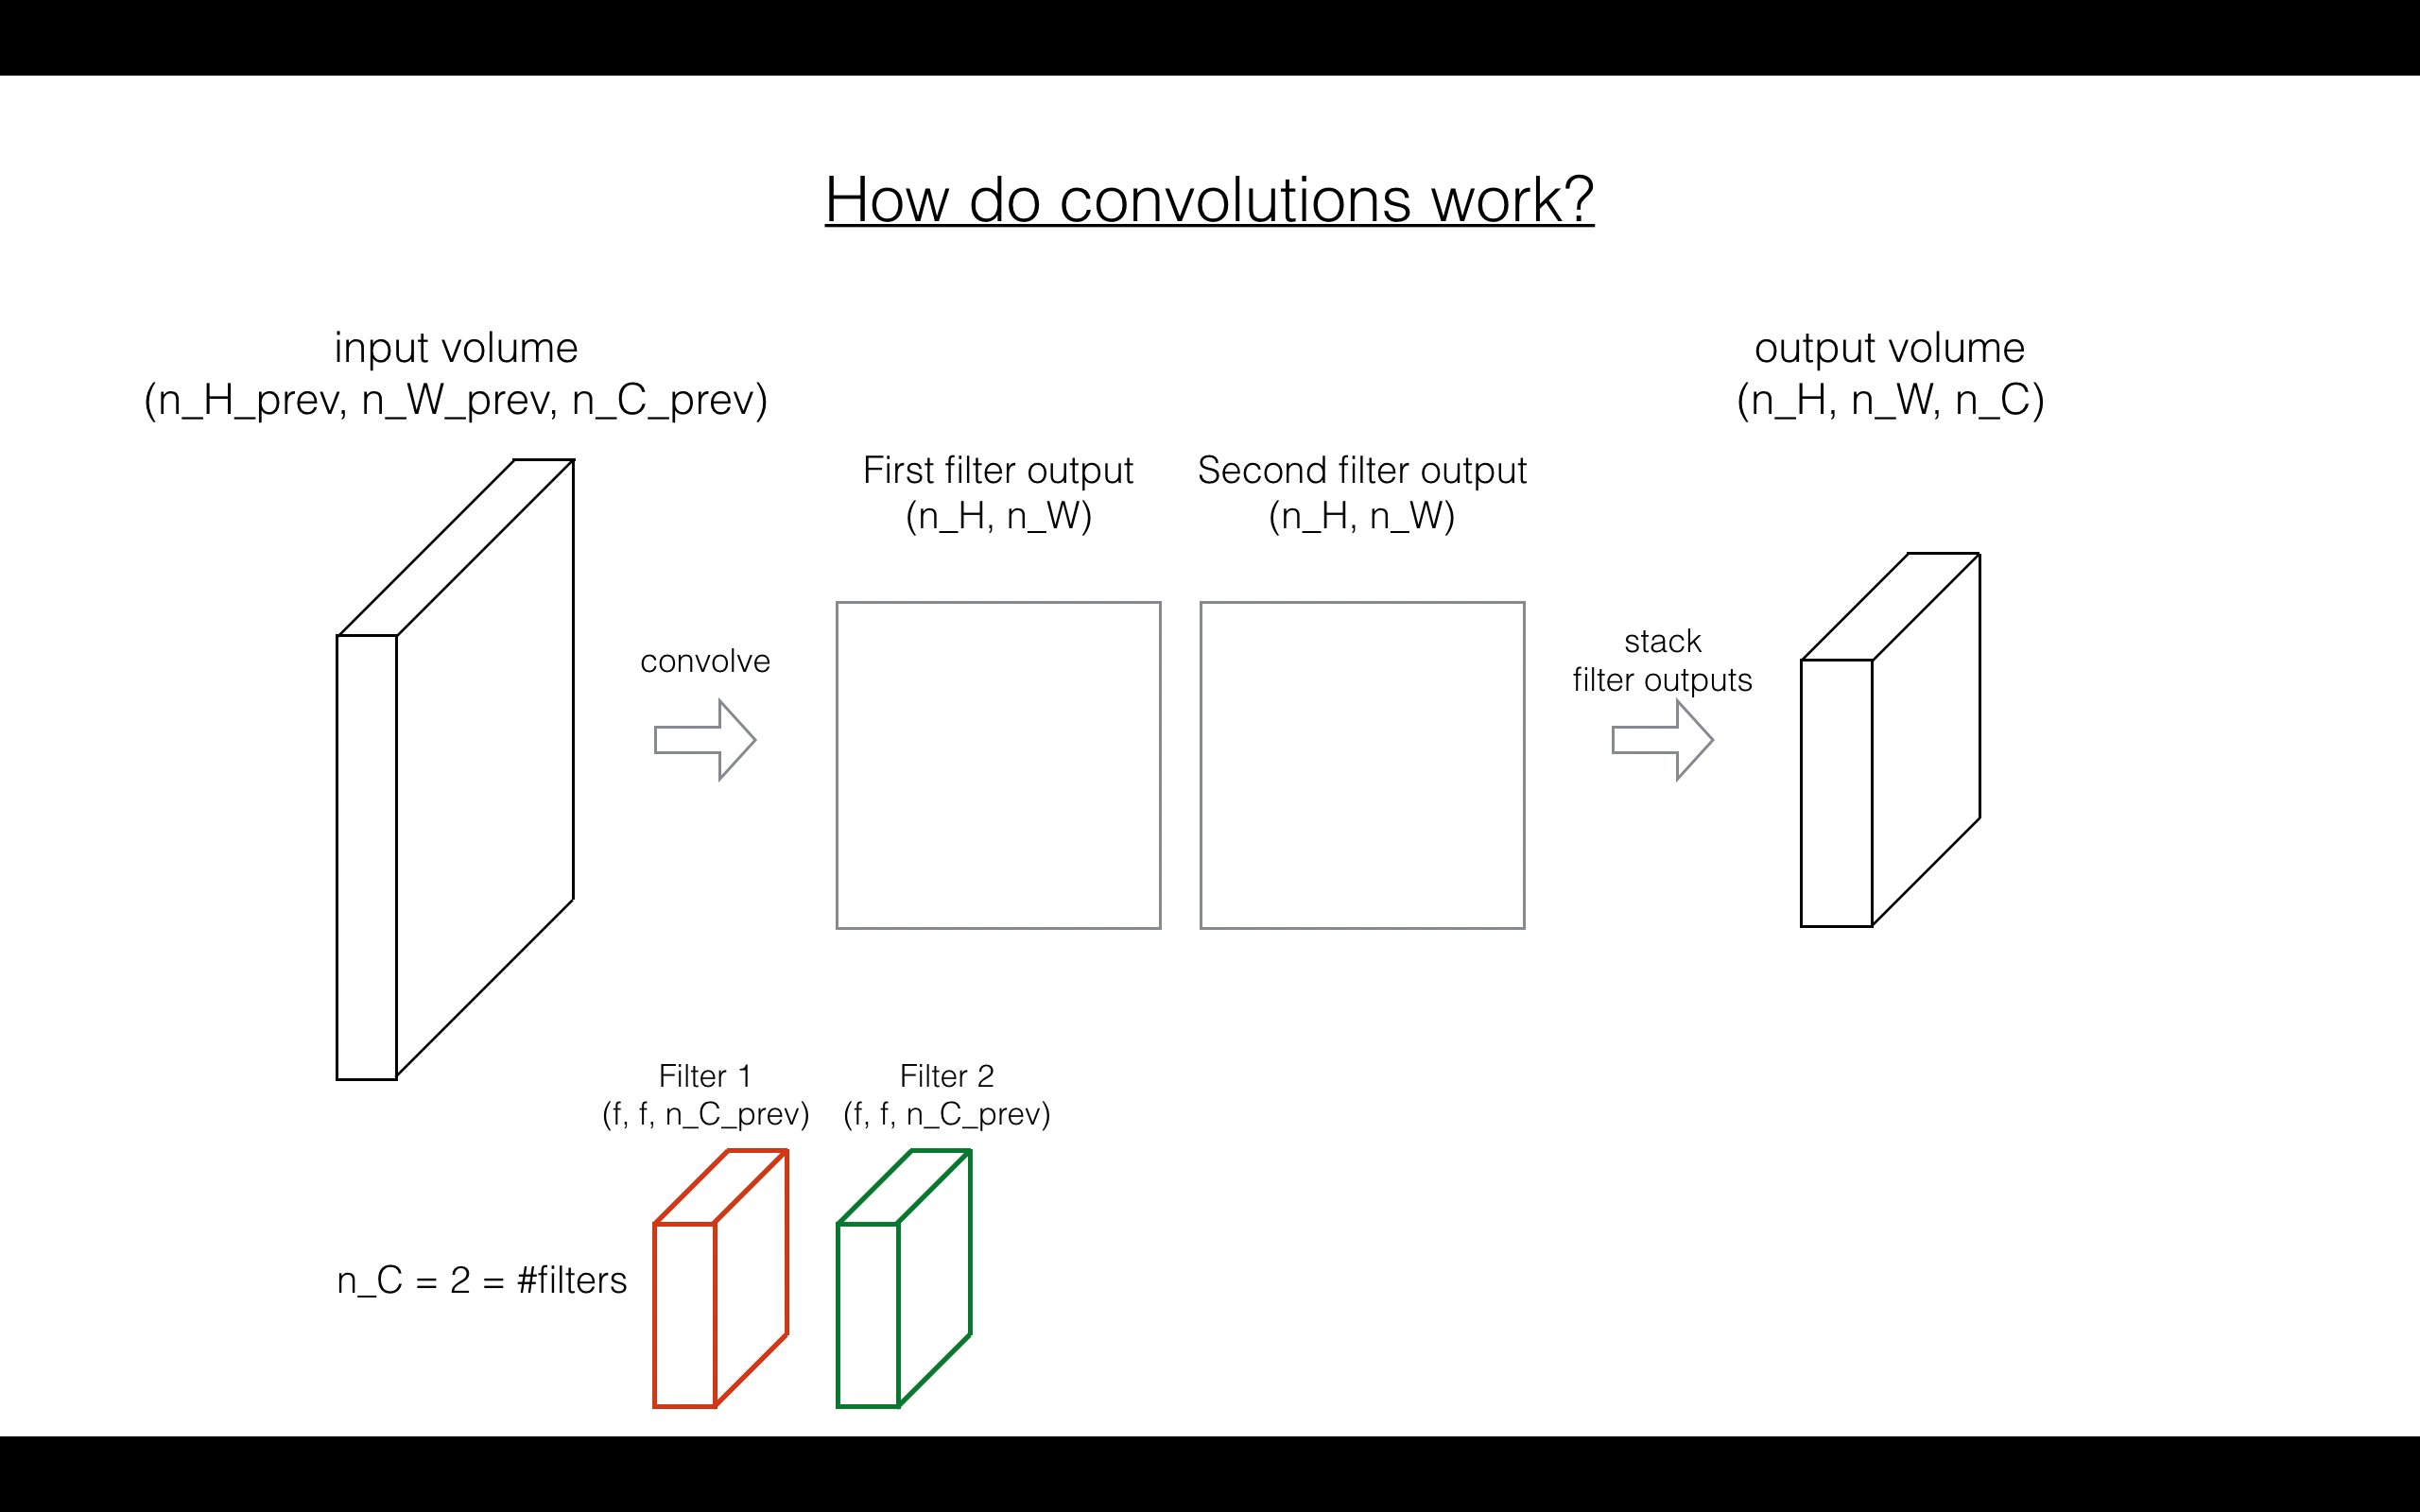 How do convolutions work?
input volume
(n_H_prev, n_W_prev, n_C_prev)
output volume
(n_H, n_W, n_C)
First filter output
(n_H, n_W)
Second filter output
(n_H, n_W)
convolve
stack
filter outputs
Filter 1
(f, f, n_C_prev)
Filter 2
(f, f, n_C_prev)
n_C = 2 = #filters